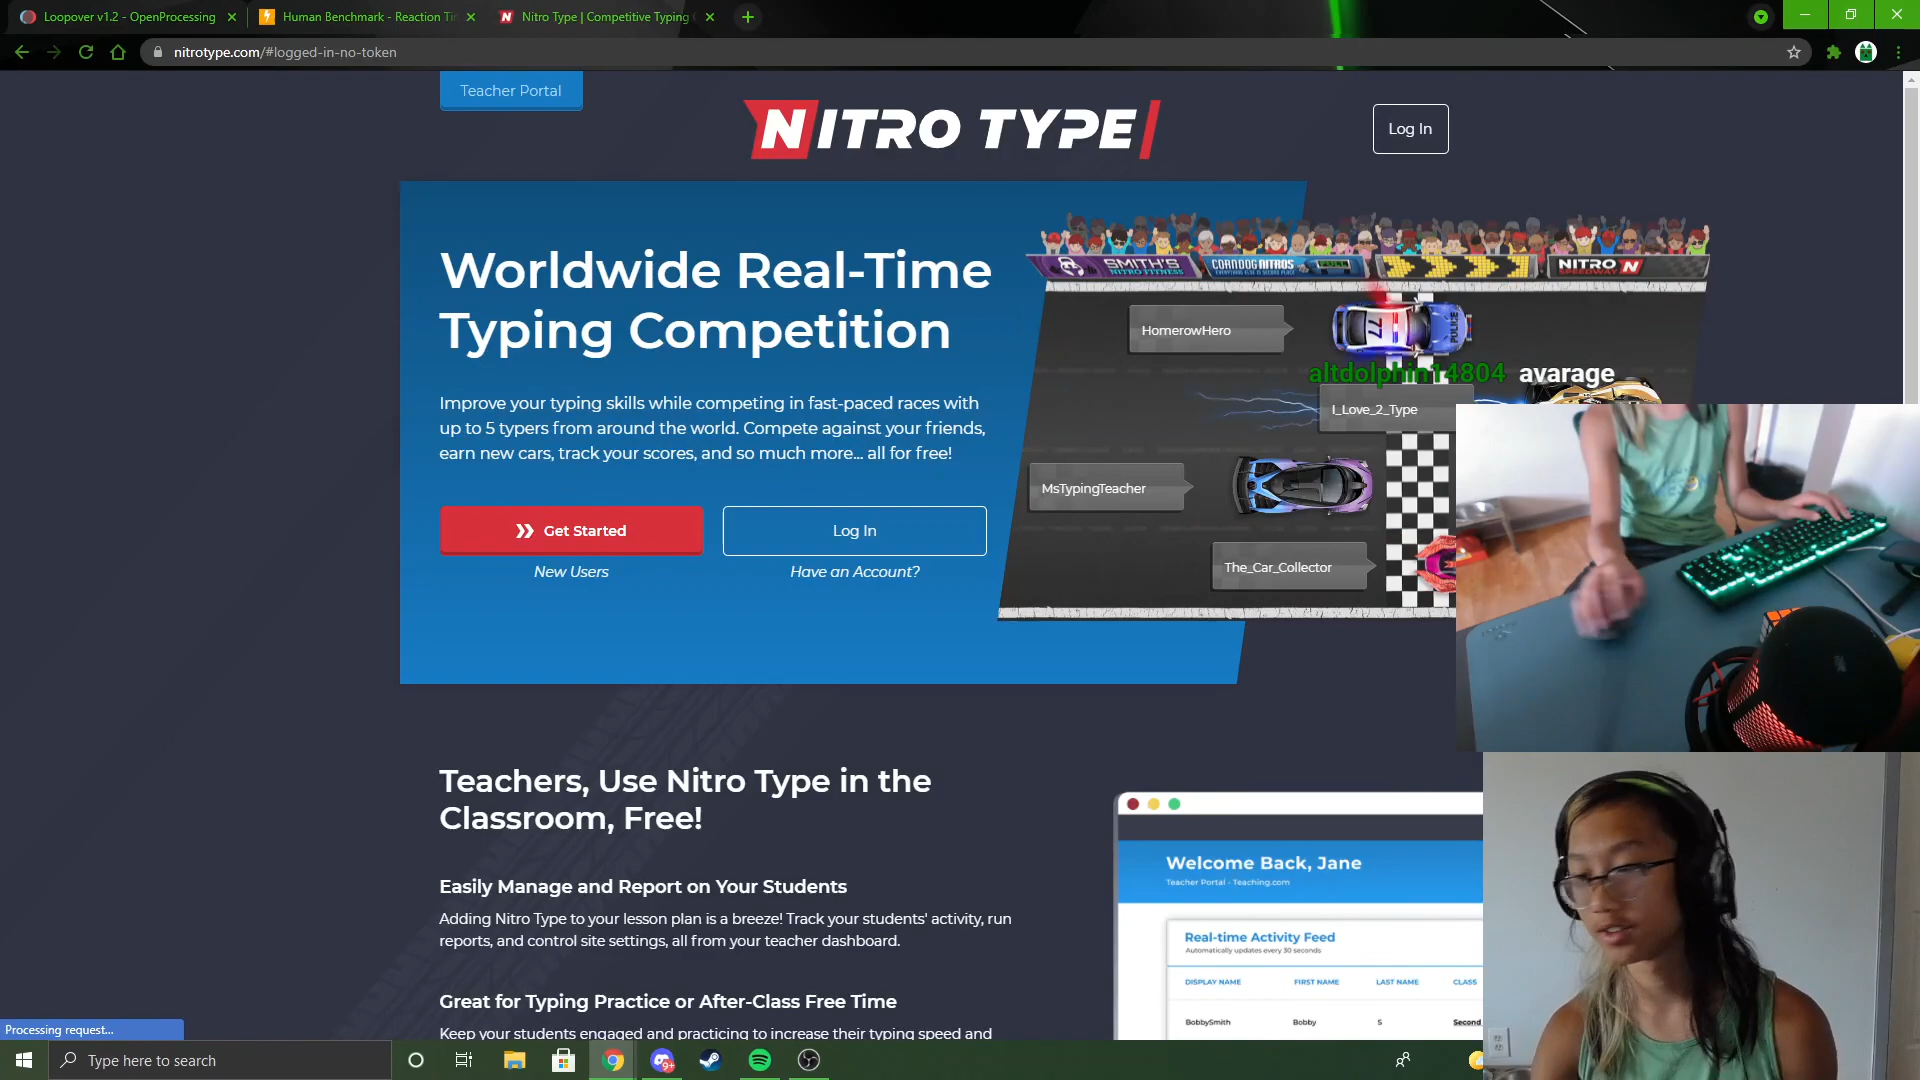 Loopover v1.2 - OpenProcessing
Human Benchmark - Reaction Ti
Nitro Type | Competitive Typing
nitrotype.com/#logged-in-no-token
Teacher Portal
NITRO TYPE
Log In
Worldwide Real-Time
Typing Competition
Improve your typing skills while competing in fast-paced races with
up to 5 typers from around the world. Compete against your friends,
earn new cars, track your scores, and so much more... all for free!
Get Started
Log In
New Users
Have an Account?
SMITH'S
NITRO FITNESS
CORNDOG NITROS
NITRO N
SPEEDWAY
HomerowHero
77
POLICE
altdolphin14804 avarage
I_Love_2_Type
MsTypingTeacher
The_Car_Collector
Teachers, Use Nitro Type in the
Classroom, Free!
Easily Manage and Report on Your Students
Adding Nitro Type to your lesson plan is a breeze! Track your students' activity, run
reports, and control site settings, all from your teacher dashboard.
Great for Typing Practice or After-Class Free Time
Keep your students engaged and practicing to increase their typing speed and
Welcome Back, Jane
Teacher Portal - Teaching.com
Real-time Activity Feed
Automatically updates every 30 seconds
DISPLAY NAME FIRST NAME LAST NAME CLASS
BobbySmith Bobby S Second
Processing request...
Type here to search
9+